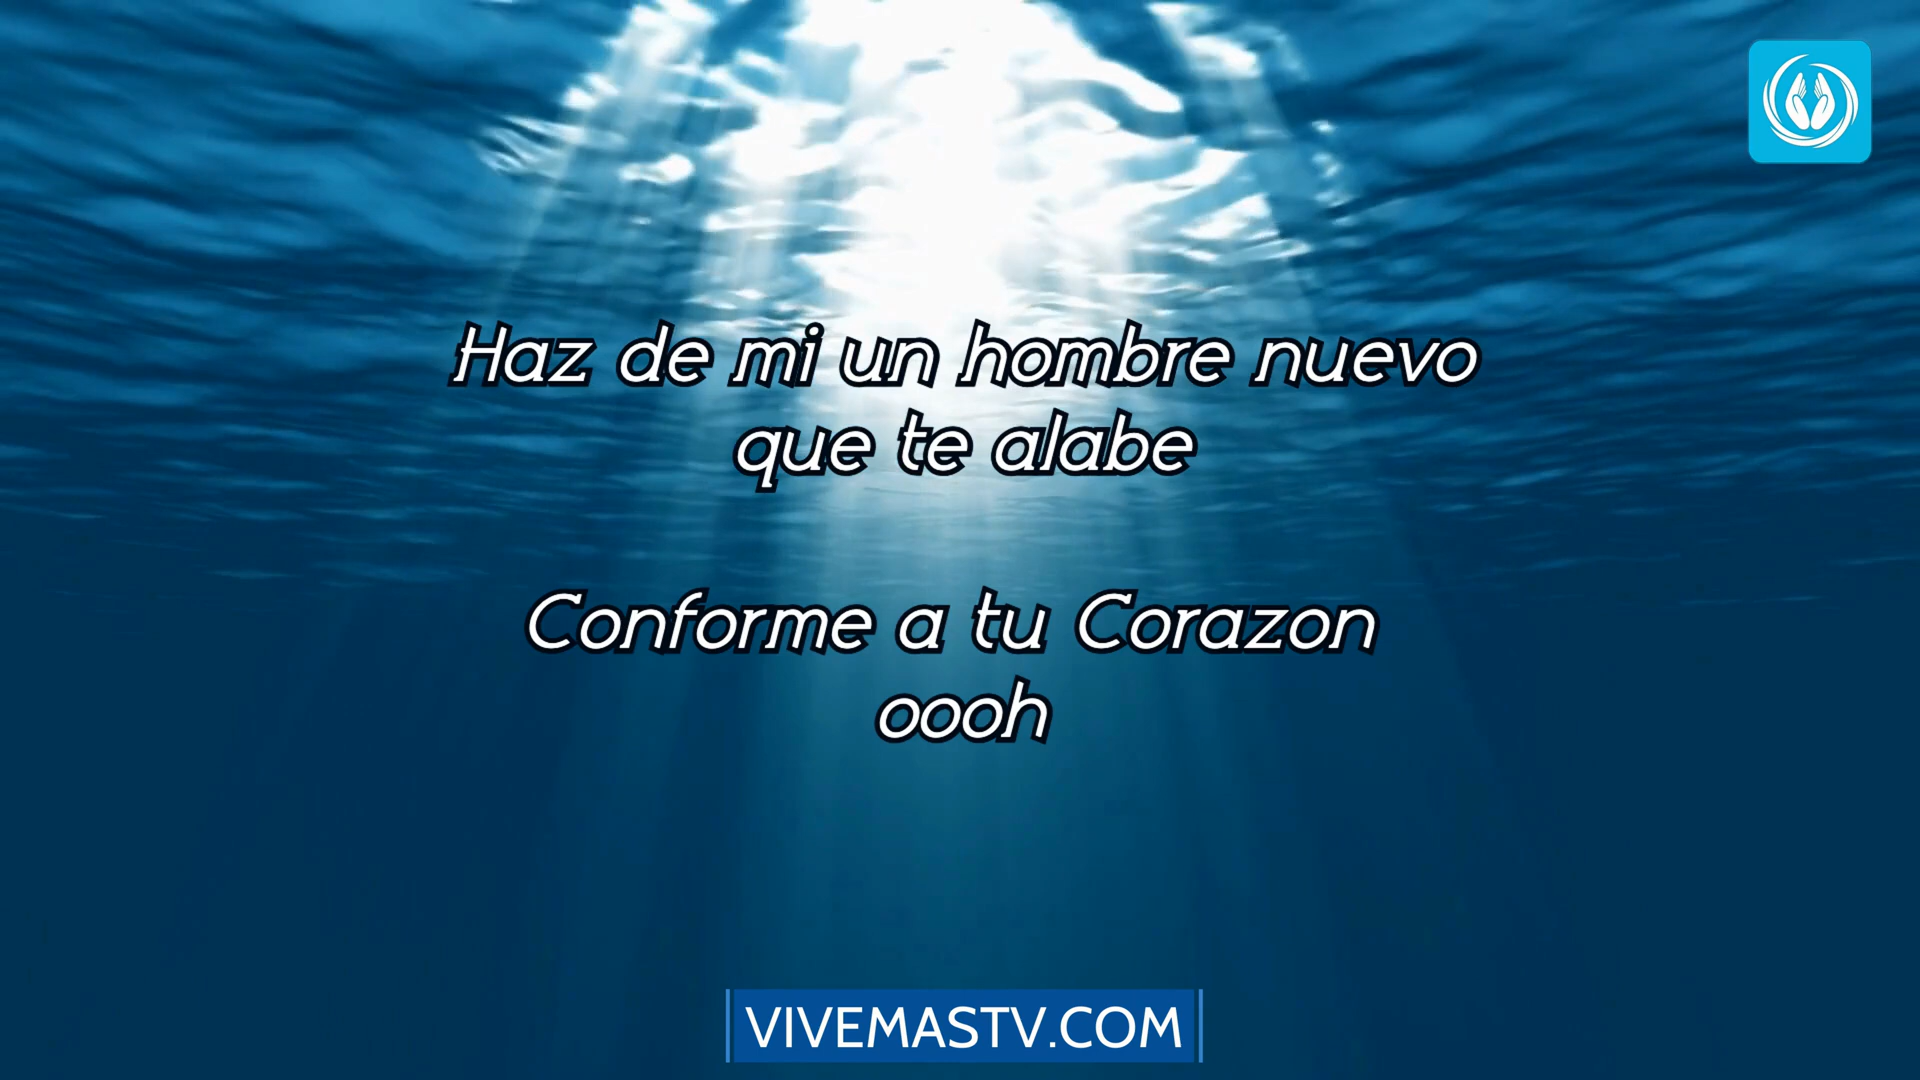 Haz de mi un hombre nuevo
que te alabe
Conforme a tu Corazon
oooh
VIVEMASTV.COM